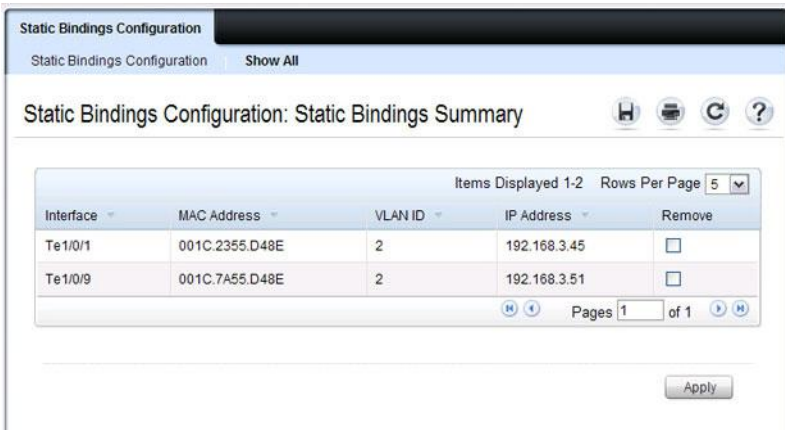 Static Bindings Configuration
Static Bindings Configuration Show All
Static Bindings Configuration: Static Bindings Summary ?
Items Displayed 1-2 Rows Per Page 5
Interface MAC Address VLAN ID IP Address Remove
Te1/0/1 001C.2355.D48E 2 192.168.3.45
Te1/0/9 001C.7A55.D48E 2 192.168.3.51
Pages 1 of 1
Apply